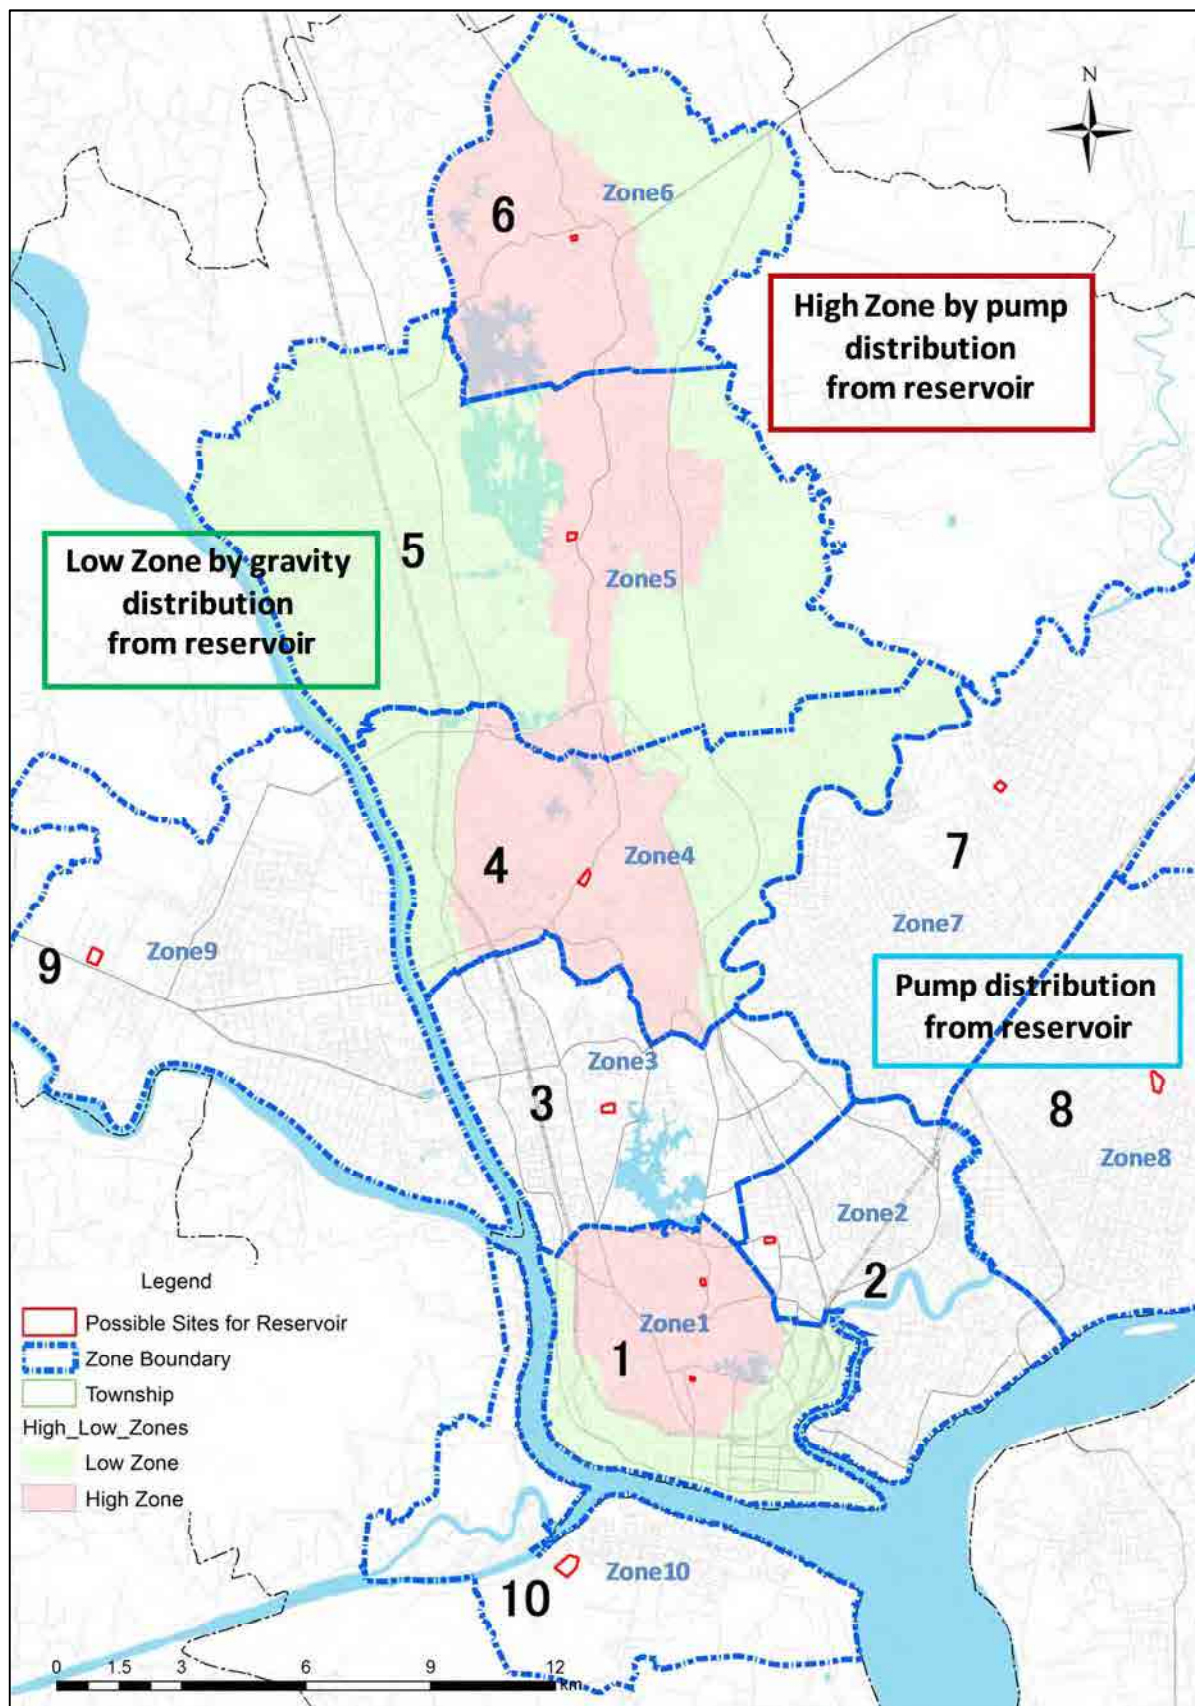 N
Zone6
6
High Zone by pump
distribution
from reservoir
5
Low Zone by gravity
distribution
from reservoir
Zone5
4
Zone4
7
Zone7
9
Zone9
Pump distribution
from reservoir
Zone3
3
8
Zone8
Zone2
2
Zone1
1
Legend
Possible Sites for Reservoir
Zone Boundary
Township
High_Low_Zones
Low Zone
High Zone
Zone10
10
0 1.5 3 6 9 12
km